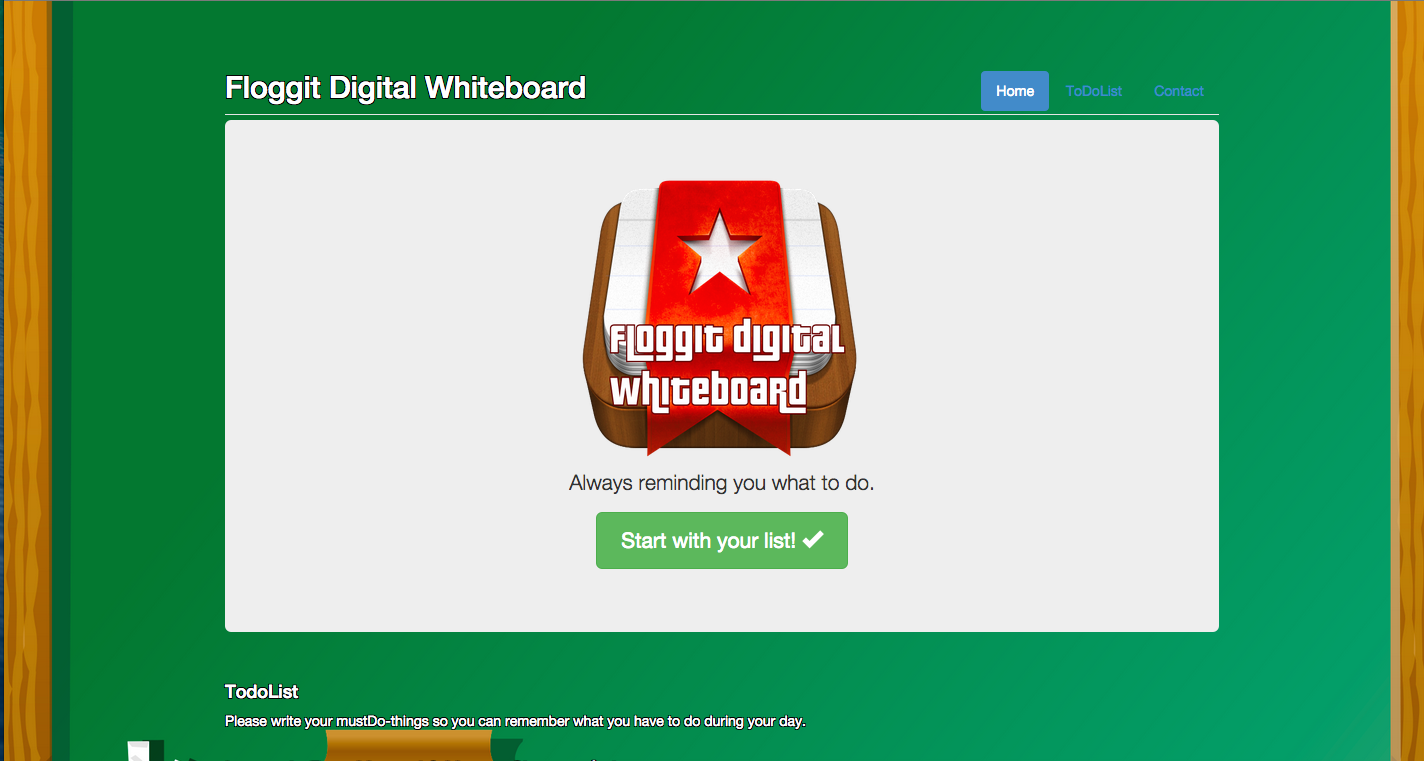 Floggit Digital Whiteboard
Home ToDoList Contact
floggit digital
whiteboard
Always reminding you what to do.
Start with your list!
TodoList
Please write your mustDo-things so you can remember what you have to do during your day.